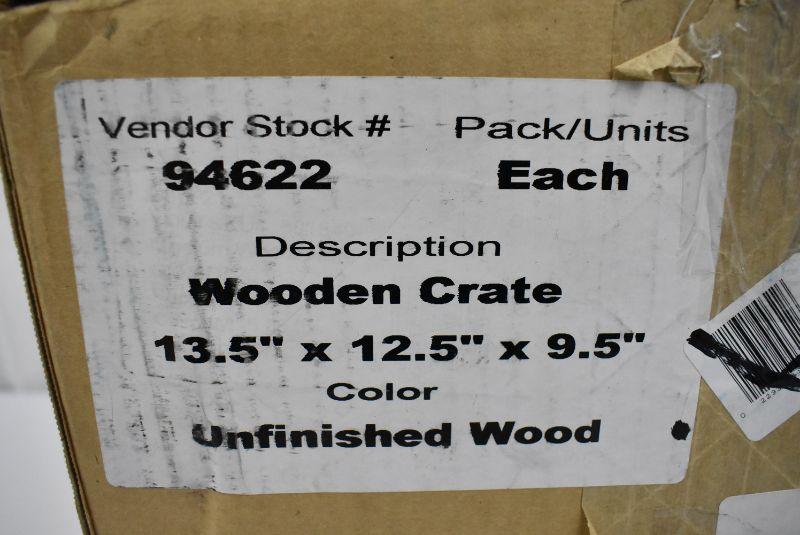 Vendor Stock # Pack/Units
94622 Each
Description
Wooden Crate
13.5" x 12.5" x 9.5"
Color
Unfinished Wood